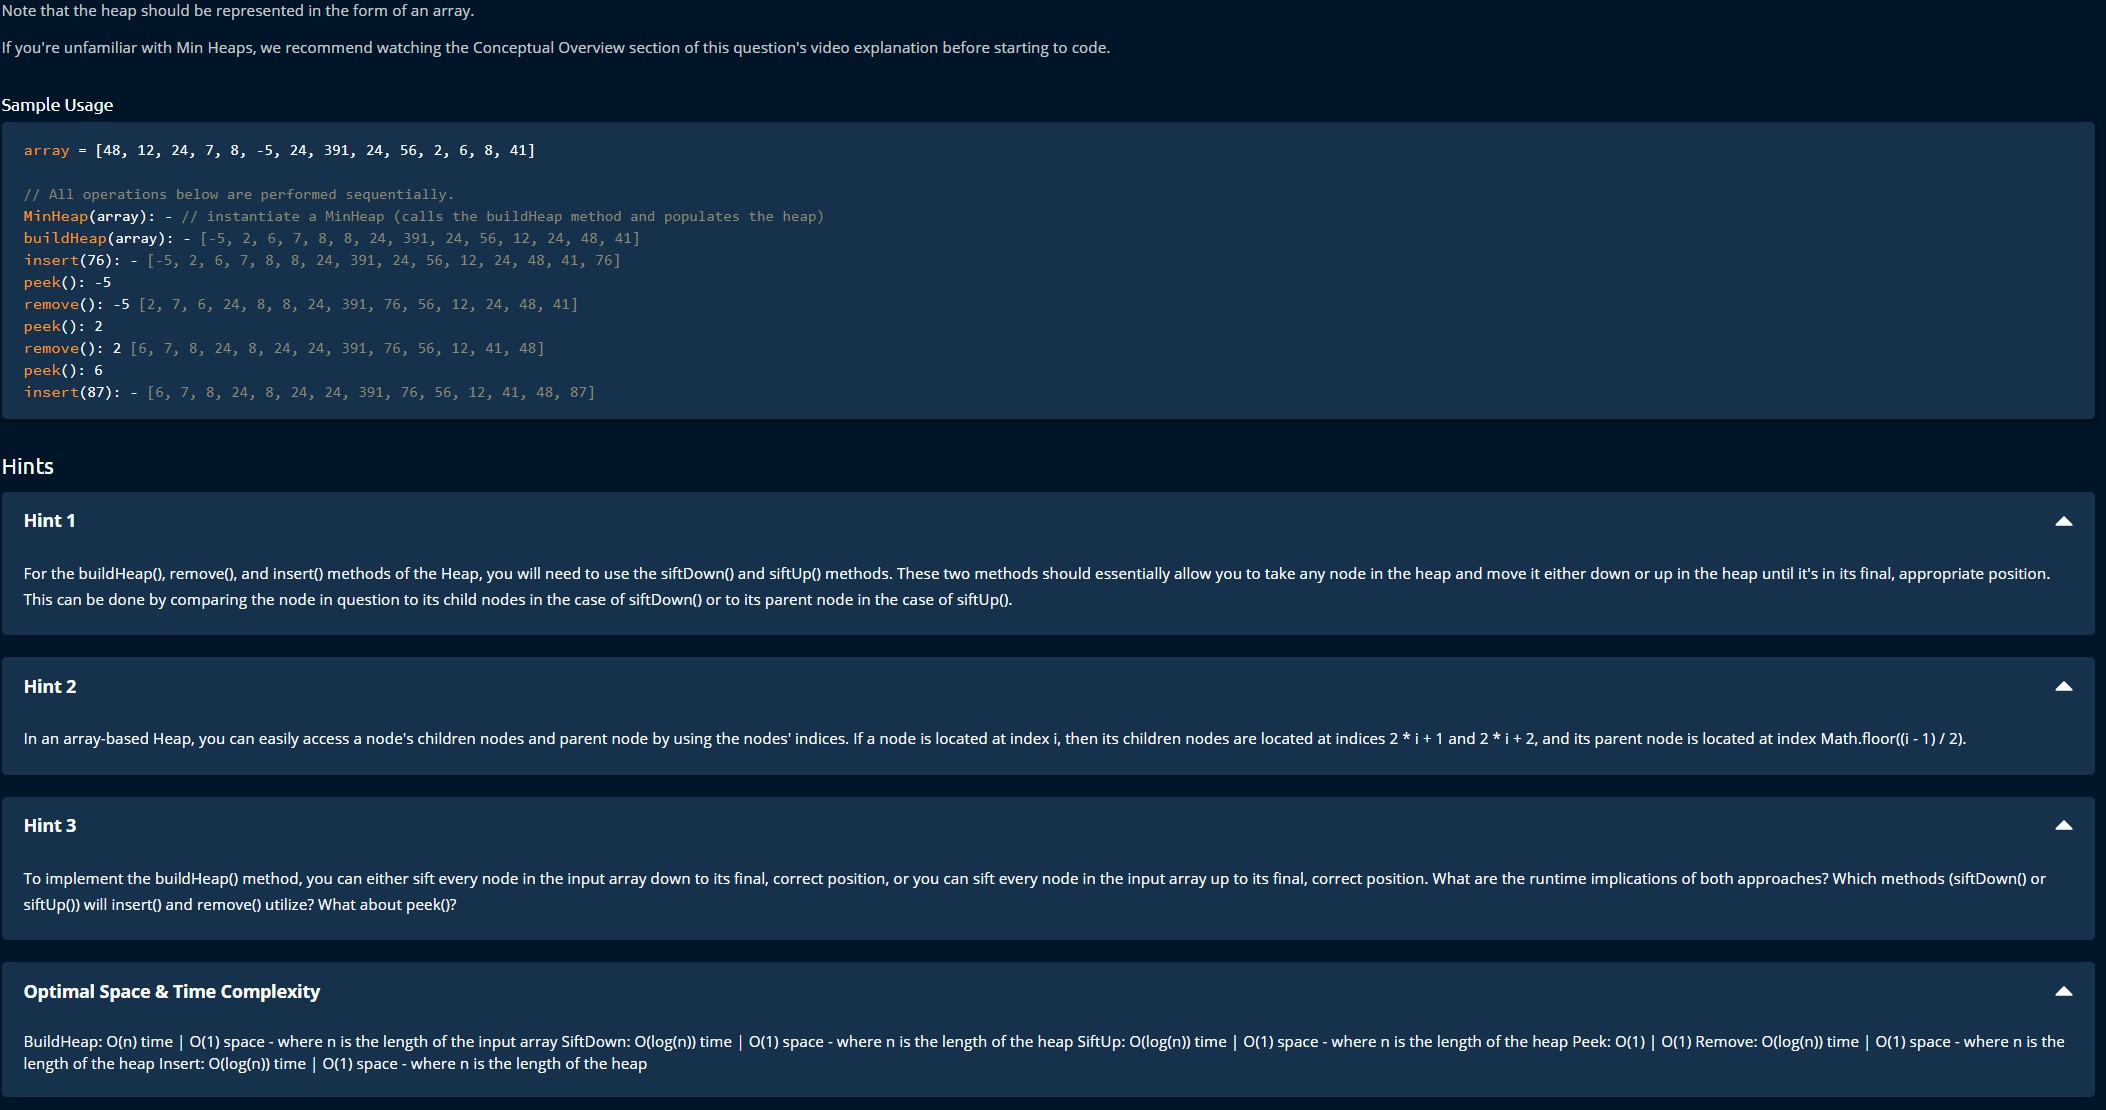 Note that the heap should be represented in the form of an array.
If you're unfamiliar with Min Heaps, we recommend watching the Conceptual Overview section of this question's video explanation before starting to code.
Sample Usage
array = [48, 12, 24, 7, 8, -5, 24, 391, 24, 56, 2, 6, 8, 41]
// All operations below are performed sequentially.
MinHeap(array): - // instantiate a MinHeap (calls the buildHeap method and populates the heap)
buildHeap(array): - [-5, 2, 6, 7, 8, 8, 24, 391, 24, 56, 12, 24, 48, 41]
insert(76): - [-5, 2, 6, 7, 8, 8, 24, 391, 24, 56, 12, 24, 48, 41, 76]
peek(): -5
remove(): -5 [2, 7, 6, 24, 8, 8, 24, 391, 76, 56, 12, 24, 48, 41]
peek(): 2
remove(): 2 [6, 7, 8, 24, 8, 24, 24, 391, 76, 56, 12, 41, 48]
peek(): 6
insert(87): - [6, 7, 8, 24, 8, 24, 24, 391, 76, 56, 12, 41, 48, 87]
Hints
Hint 1
For the buildHeap(), remove(), and insert() methods of the Heap, you will need to use the siftDown() and siftUp() methods. These two methods should essentially allow you to take any node in the heap and move it either down or up in the heap until it's in its final, appropriate position.
This can be done by comparing the node in question to its child nodes in the case of siftDown() or to its parent node in the case of siftUp().
Hint 2
In an array-based Heap, you can easily access a node's children nodes and parent node by using the nodes' indices. If a node is located at index i, then its children nodes are located at indices 2 * i + 1 and 2 * i + 2, and its parent node is located at index Math.floor((i - 1) / 2).
Hint 3
To implement the buildHeap() method, you can either sift every node in the input array down to its final, correct position, or you can sift every node in the input array up to its final, correct position. What are the runtime implications of both approaches? Which methods (siftDown() or
siftUp()) will insert() and remove() utilize? What about peek()?
Optimal Space & Time Complexity
BuildHeap: O(n) time | O(1) space - where n is the length of the input array SiftDown: O(log(n)) time | O(1) space - where n is the length of the heap SiftUp: O(log(n)) time | O(1) space - where n is the length of the heap Peek: O(1) | O(1) Remove: O(log(n)) time | O(1) space - where n is the
length of the heap Insert: O(log(n)) time | O(1) space - where n is the length of the heap